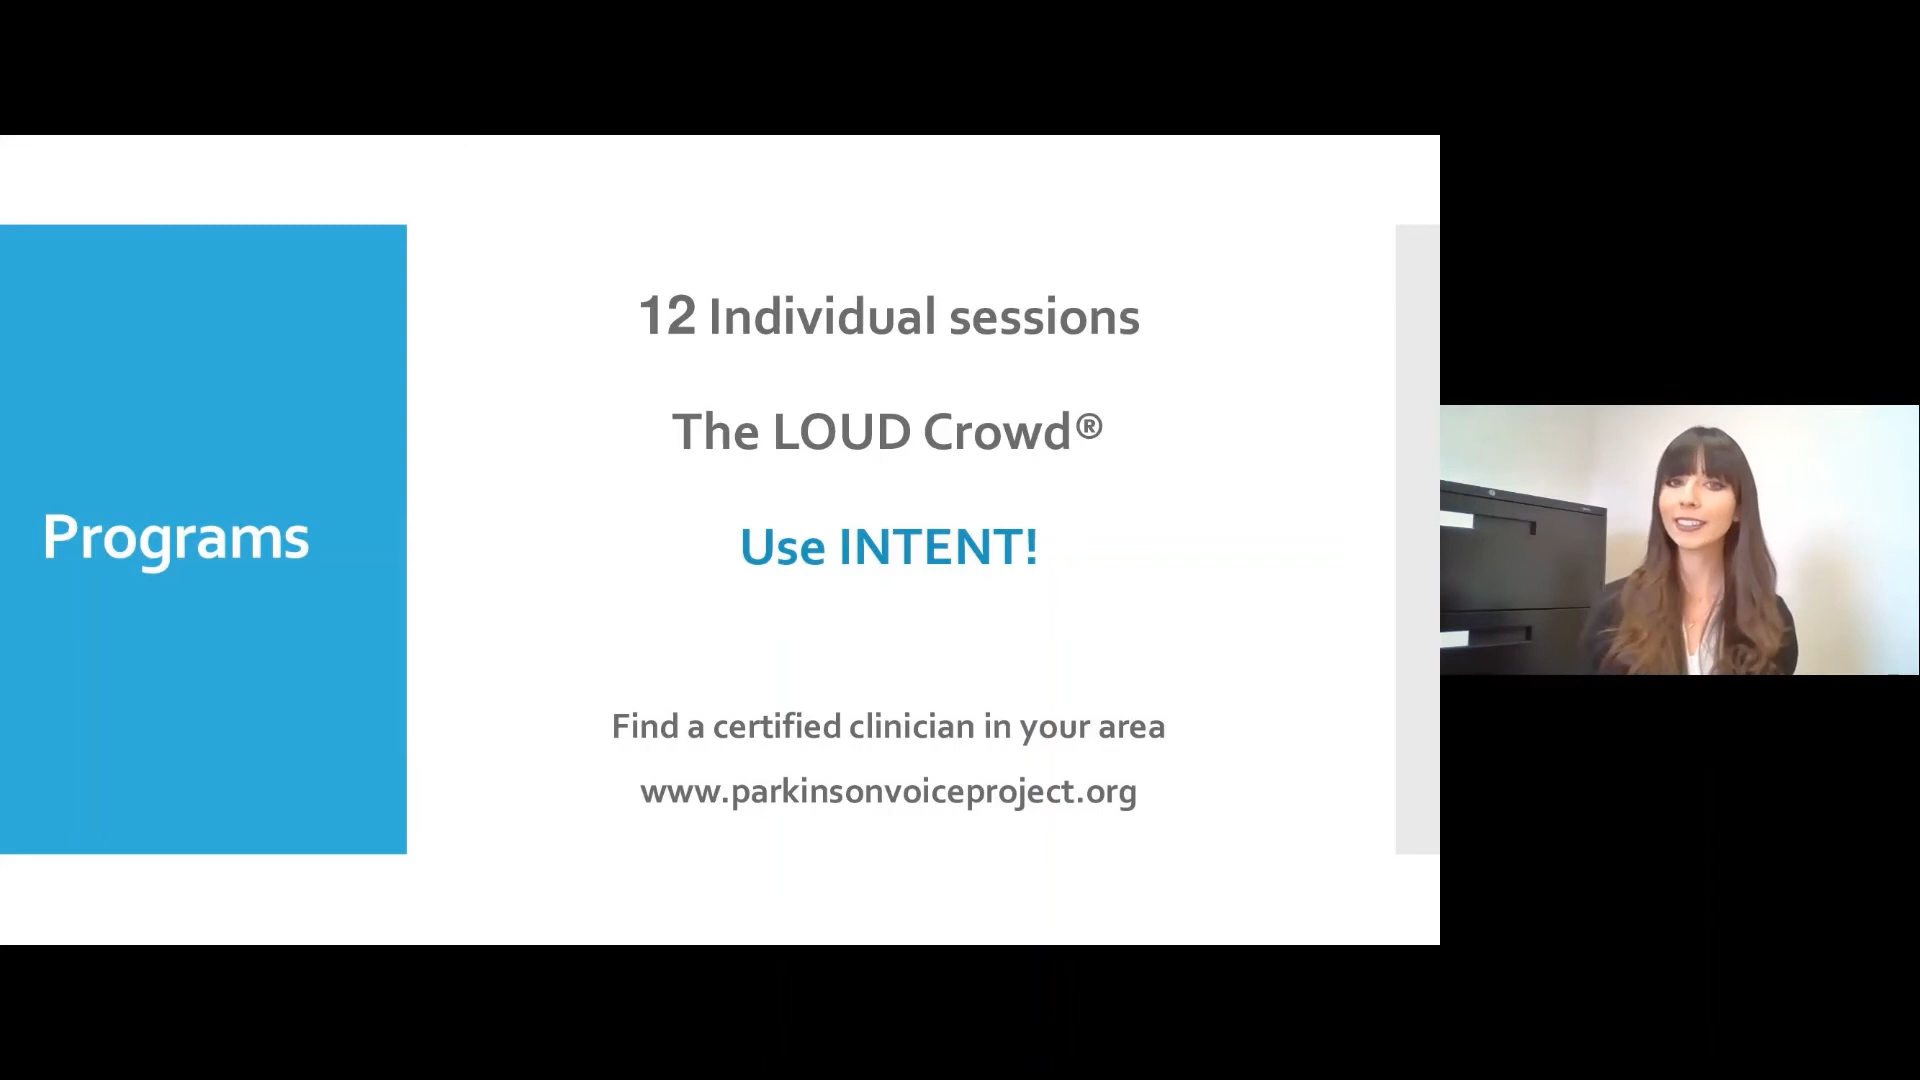 Programs
12 Individual sessions
The LOUD Crowd®
Use INTENT!
Find a certified clinician in your area
www.parkinsonvoiceproject.org